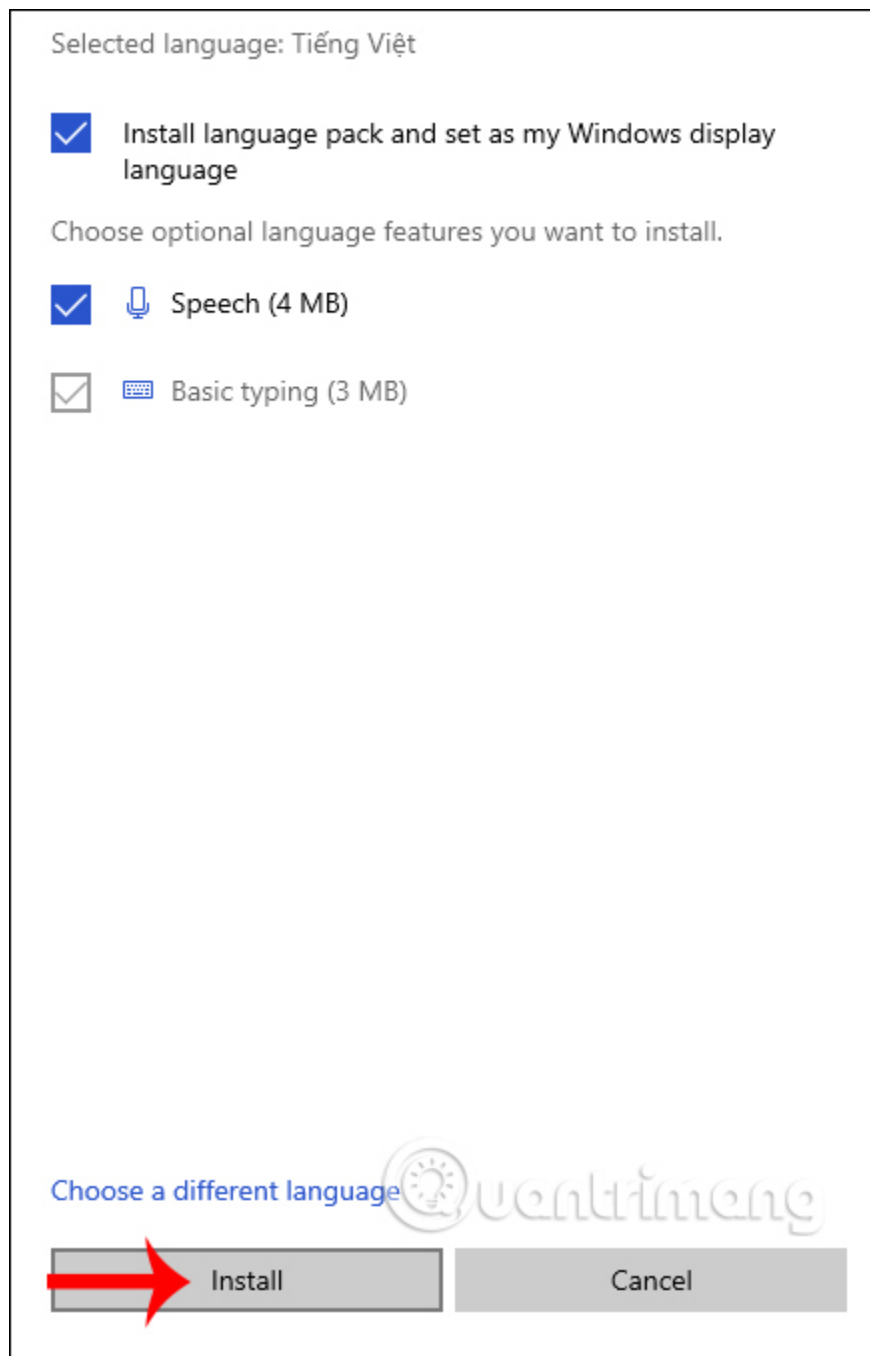 Selected language: Tiếng Việt
Install language pack and set as my Windows display
language
Choose optional language features you want to install.
Speech (4 MB)
Basic typing (3 MB)
Choose a different language
Quantrimang
Install
Cancel